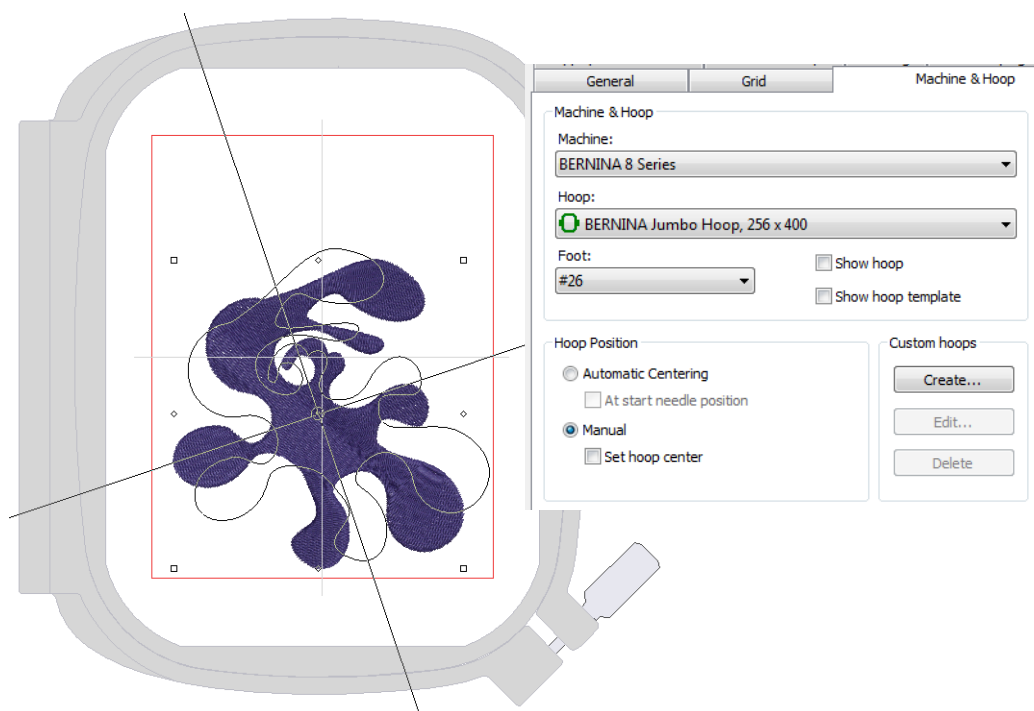 General
Grid
Machine & Hoop
Machine & Hoop
Machine:
BERNINA 8 Series
Hoop:
BERNINA Jumbo Hoop, 256 x 400
Foot:
#26
Show hoop
Show hoop template
Hoop Position
Automatic Centering
At start needle position
Manual
Set hoop center
Custom hoops
Create...
Edit...
Delete